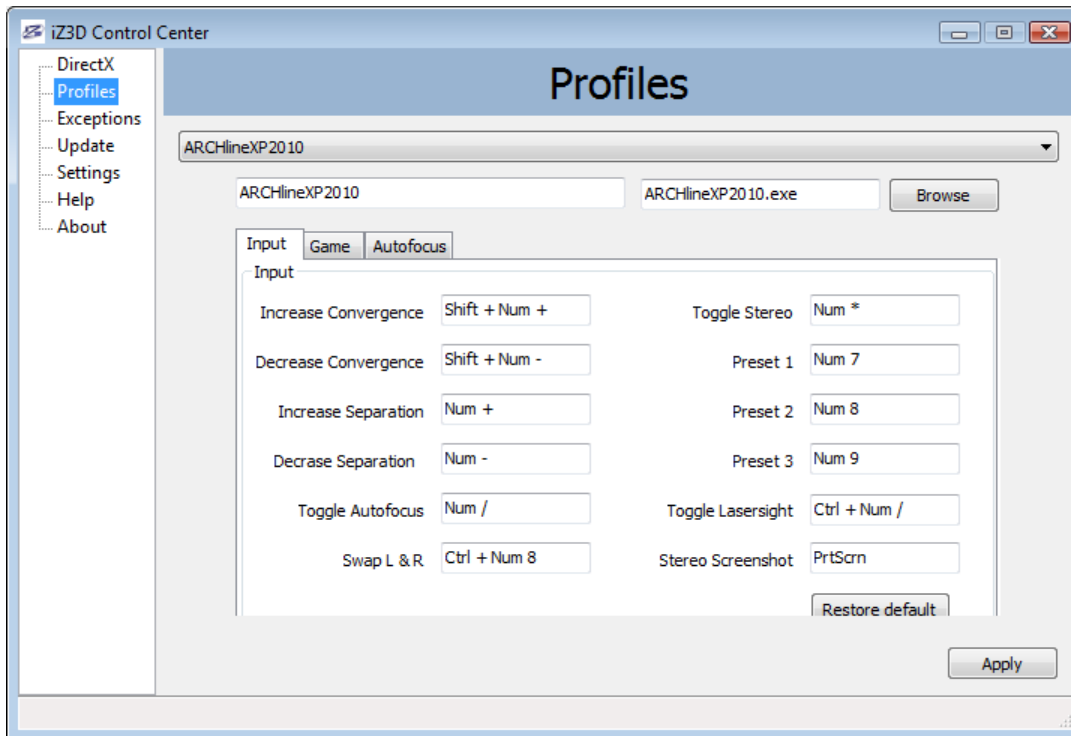 iZ3D Control Center
DirectX
Profiles
Exceptions
Update
Settings
Help
About
Profiles
ARCHlineXP2010
ARCHlineXP2010 ARCHlineXP2010.exe Browse
Input Game Autofocus
Input
Increase Convergence Shift + Num + Toggle Stereo Num *
Decrease Convergence Shift + Num - Preset 1 Num 7
Increase Separation Num + Preset 2 Num 8
Decrase Separation Num - Preset 3 Num 9
Toggle Autofocus Num / Toggle Lasersight Ctrl + Num /
Swap L & R Ctrl + Num 8 Stereo Screenshot PrtScrn
Restore default
Apply